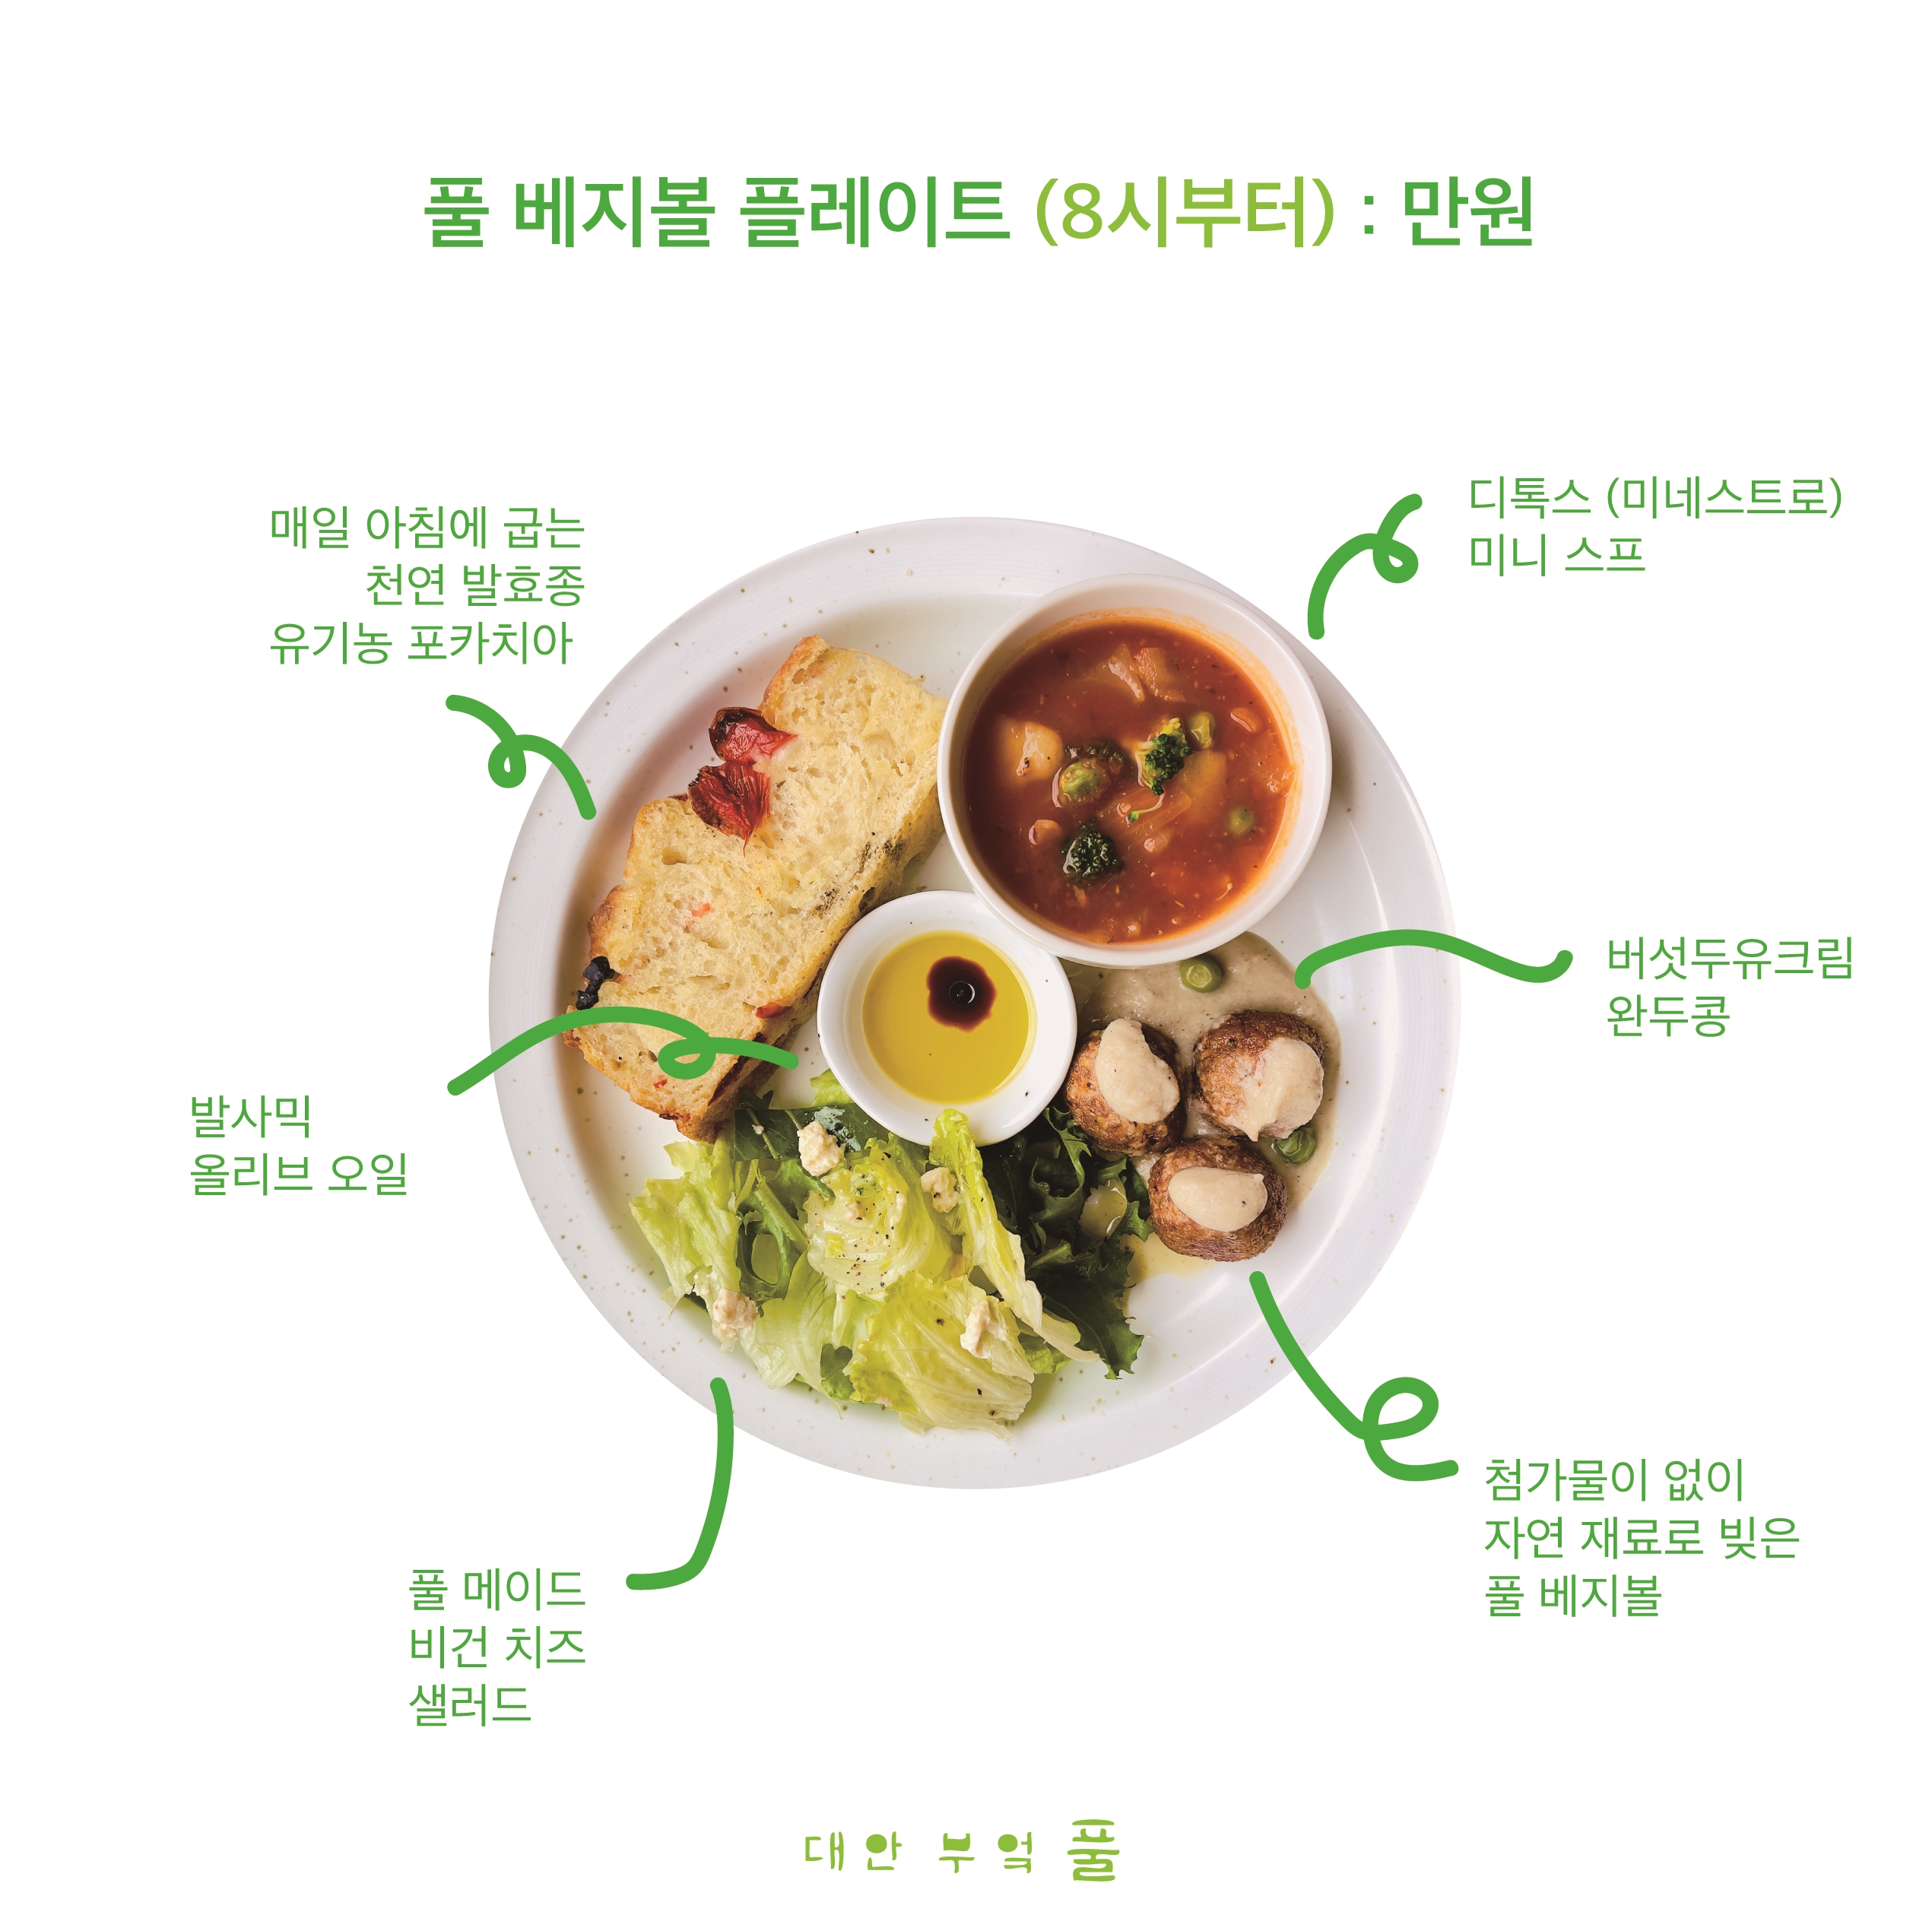 풀 베지볼 플레이트 (8시부터) : 만원
매일 아침에 굽는
천연 발효종
유기농 포카치아
디톡스 (미네스트로)
미니 스프
버섯두유크림
완두콩
발사믹
올리브 오일
첨가물이 없이
자연 재료로 빚은
풀 베지볼
풀 메이드
비건 치즈
샐러드
대안 부엌 풀